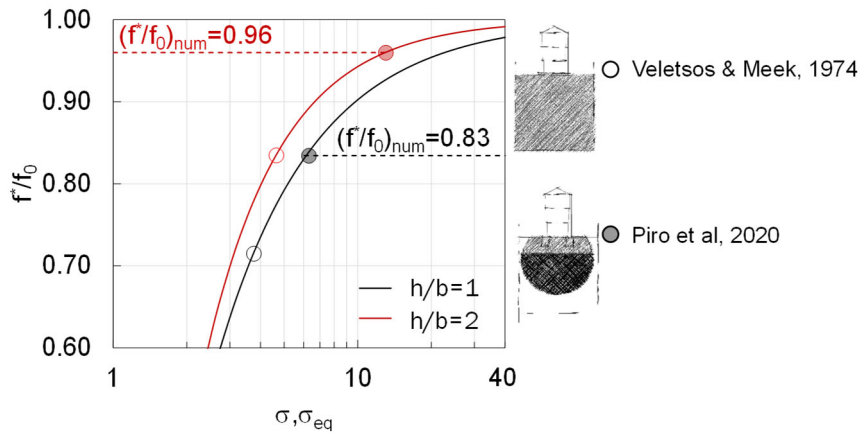 1.00
(f*/f₀)num=0.96
0.90
(f*/f₀)num=0.83
0.80
0.70
0.60
f*/f₀
h/b=1
h/b=2
1
10
40
σ,σeq
Veletsos & Meek, 1974
Piro et al, 2020